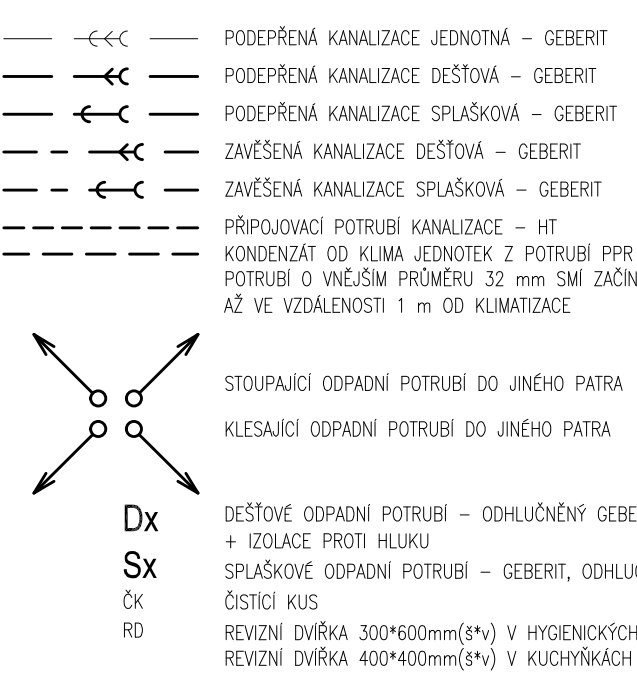 PODEPŘENÁ KANALIZACE JEDNOTNÁ – GEBERIT
PODEPŘENÁ KANALIZACE DEŠŤOVÁ – GEBERIT
PODEPŘENÁ KANALIZACE SPLAŠKOVÁ – GEBERIT
ZAVĚŠENÁ KANALIZACE DEŠŤOVÁ – GEBERIT
ZAVĚŠENÁ KANALIZACE SPLAŠKOVÁ – GEBERIT
PŘIPOJOVACÍ POTRUBÍ KANALIZACE – HT
KONDENZÁT OD KLIMA JEDNOTEK Z POTRUBÍ PPR
POTRUBÍ O VNĚJŠÍM PRŮMĚRU 32 mm SMÍ ZAČÍN
AŽ VE VZDÁLENOSTI 1 m OD KLIMATIZACE
STOUPAJÍCÍ ODPADNÍ POTRUBÍ DO JINÉHO PATRA
KLESAJÍCÍ ODPADNÍ POTRUBÍ DO JINÉHO PATRA
Dx DEŠŤOVÉ ODPADNÍ POTRUBÍ – ODHLUČNĚNÝ GEBE
+ IZOLACE PROTI HLUKU
Sx SPLAŠKOVÉ ODPADNÍ POTRUBÍ – GEBERIT, ODHLU
ČK ČISTÍCÍ KUS
RD REVIZNÍ DVÍŘKA 300*600mm(š*v) V HYGIENICKÝCH
REVIZNÍ DVÍŘKA 400*400mm(š*v) V KUCHYŇKÁCH